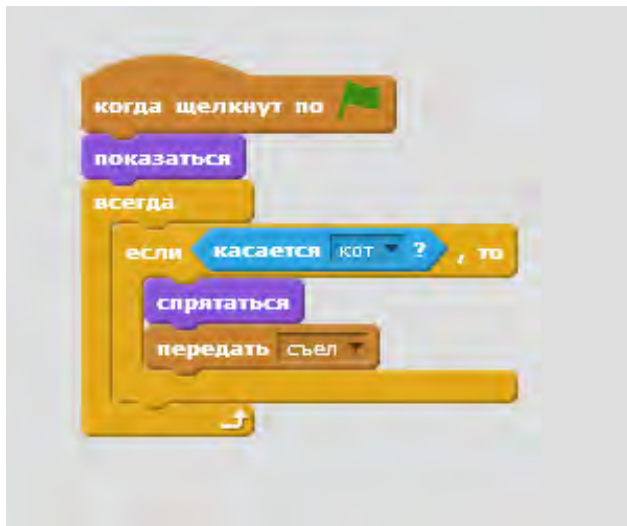 когда щелкнут по
показаться
всегда
если касается кот ? , то
спрятаться
передать съел